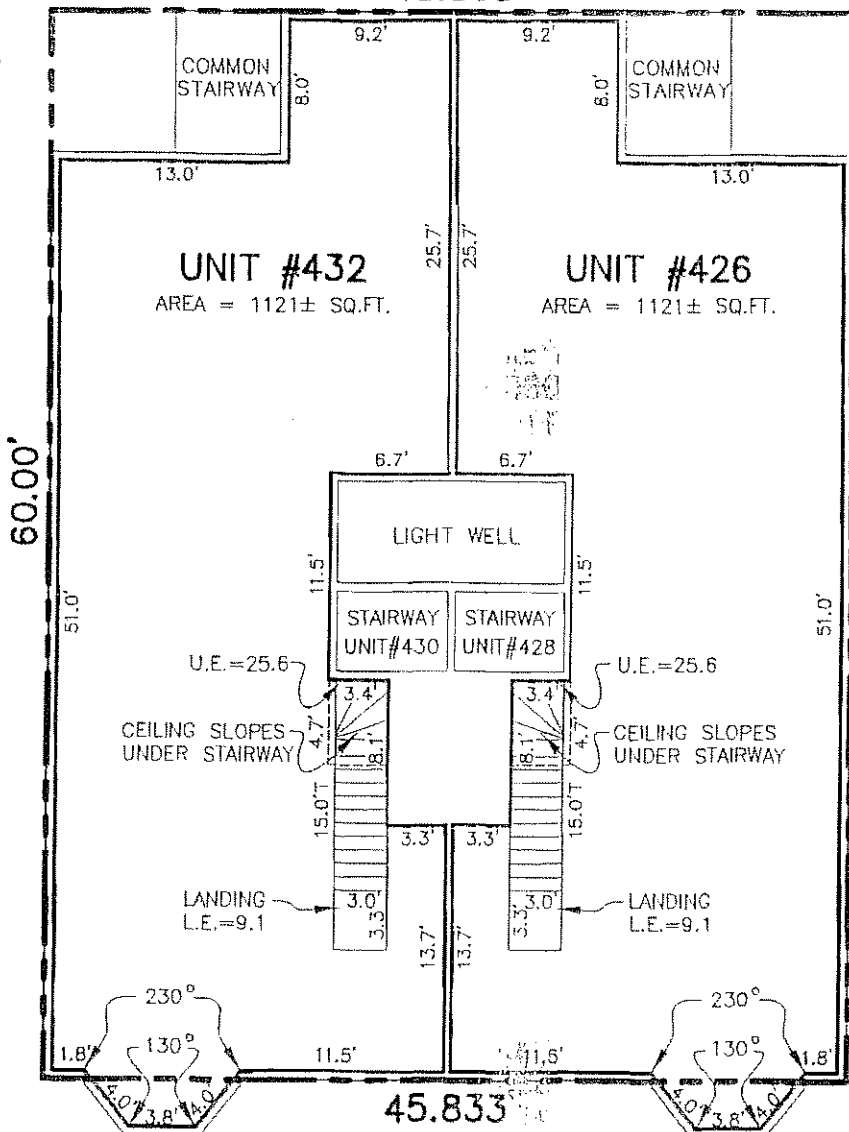 9.2' 9.2'
COMMON
STAIRWAY
COMMON
STAIRWAY
8.0' 8.0'
13.0' 13.0'
25.7' 25.7'
UNIT #432
AREA = 1121± SQ.FT.
UNIT #426
AREA = 1121± SQ.FT.
60.00'
6.7' 6.7'
LIGHT WELL
11.5' 11.5'
51.0' 51.0'
STAIRWAY
UNIT#430
STAIRWAY
UNIT#428
U.E.=25.6
U.E.=25.6
3.4' 3.4'
4.7' 4.7'
CEILING SLOPES
UNDER STAIRWAY
CEILING SLOPES
UNDER STAIRWAY
8.1' 8.1'
15.0'T 15.0'T
3.3' 3.3'
LANDING
L.E.=9.1
LANDING
L.E.=9.1
3.0' 3.0'
3.3' 3.3'
13.7' 13.7'
230° 230°
130° 130°
1.8' 11.5' 11.5' 1.8'
4.0' 3.8' 4.0' 4.0' 3.8' 4.0'
45.833